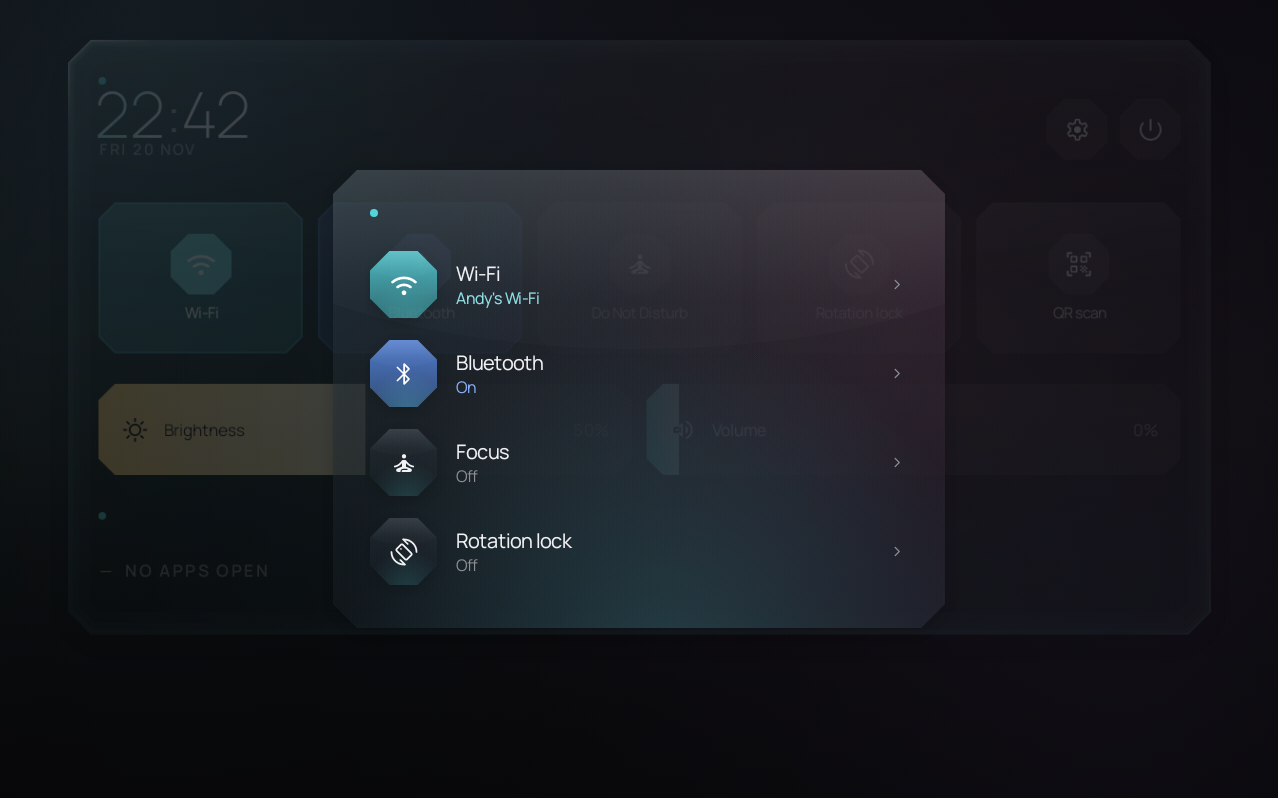 22:42
FRI 20 NOV
Wi-Fi
Do Not Disturb
Rotation lock
QR scan
Brightness
50%
Volume
0%
NO APPS OPEN
Wi-Fi
Andy's Wi-Fi
Bluetooth
On
Focus
Off
Rotation lock
Off